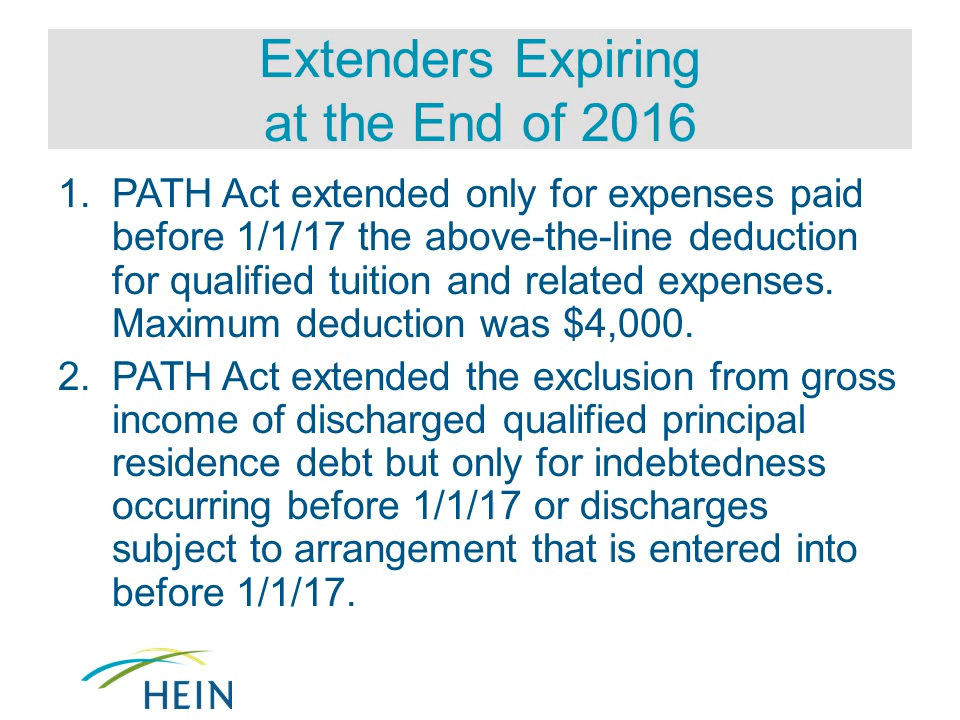 Extenders Expiring
at the End of 2016
1. PATH Act extended only for expenses paid
before 1/1/17 the above-the-line deduction
for qualified tuition and related expenses.
Maximum deduction was $4,000.
2. PATH Act extended the exclusion from gross
income of discharged qualified principal
residence debt but only for indebtedness
occurring before 1/1/17 or discharges
subject to arrangement that is entered into
before 1/1/17.
HEIN